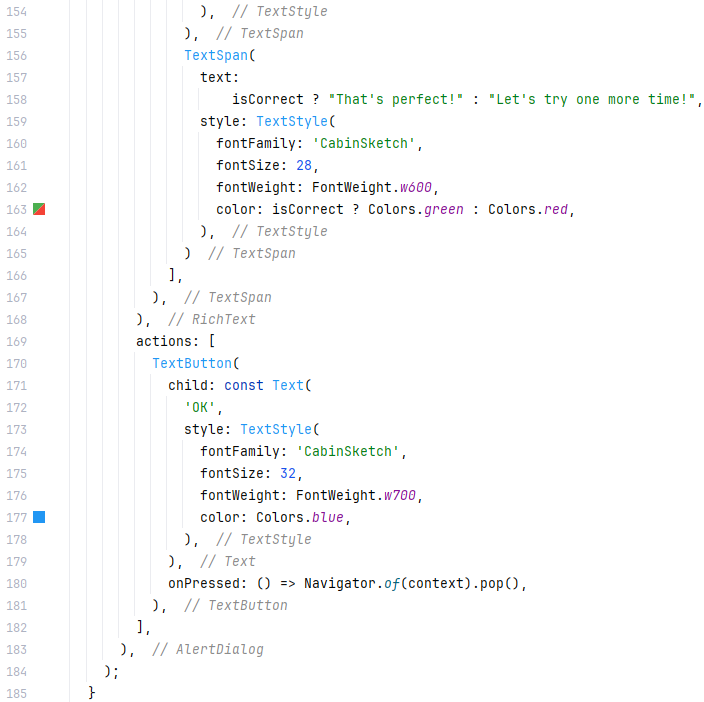 154 ), // TextStyle
155 ), // TextSpan
156 TextSpan(
157 text:
158 isCorrect ? "That's perfect!" : "Let's try one more time!",
159 style: TextStyle(
160 fontFamily: 'CabinSketch',
161 fontSize: 28,
162 fontWeight: FontWeight.w600,
163 color: isCorrect ? Colors.green : Colors.red,
164 ), // TextStyle
165 ) // TextSpan
166 ],
167 ), // TextSpan
168 ), // RichText
169 actions: [
170 TextButton(
171 child: const Text(
172 'OK',
173 style: TextStyle(
174 fontFamily: 'CabinSketch',
175 fontSize: 32,
176 fontWeight: FontWeight.w700,
177 color: Colors.blue,
178 ), // TextStyle
179 ), // Text
180 onPressed: () => Navigator.of(context).pop(),
181 ), // TextButton
182 ],
183 ), // AlertDialog
184 );
185 }